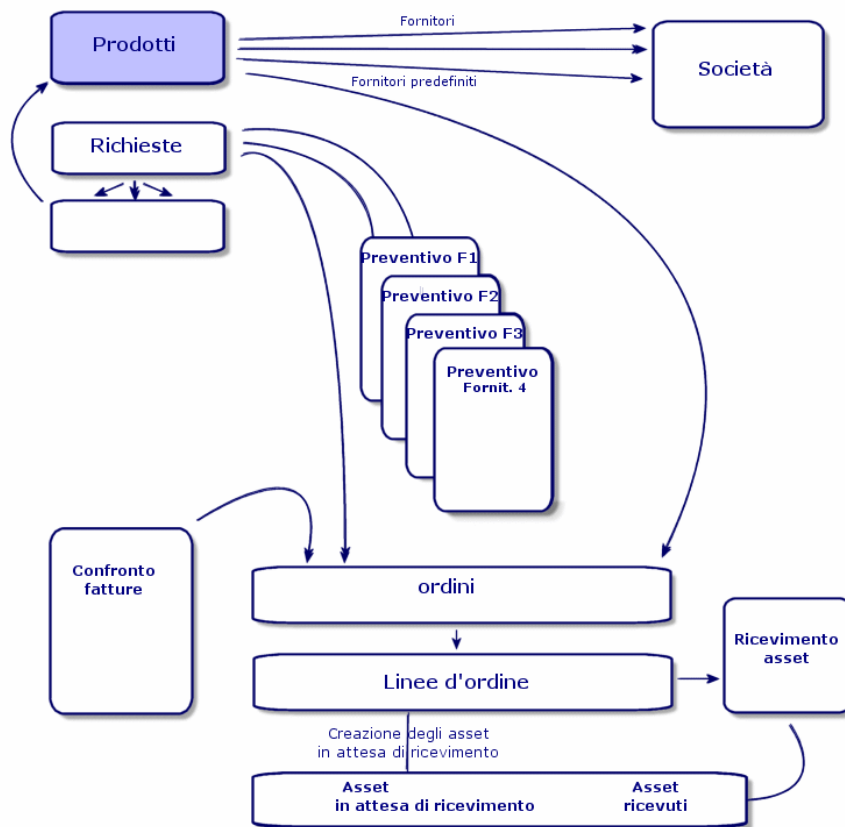 Prodotti
Fornitori
Fornitori predefiniti
Società
Richieste
Preventivo F1
Preventivo F2
Preventivo F3
Preventivo
Fornit. 4
Confronto
fatture
ordini
Linee d'ordine
Ricevimento
asset
Creazione degli asset
in attesa di ricevimento
Asset
in attesa di ricevimento
Asset
ricevuti